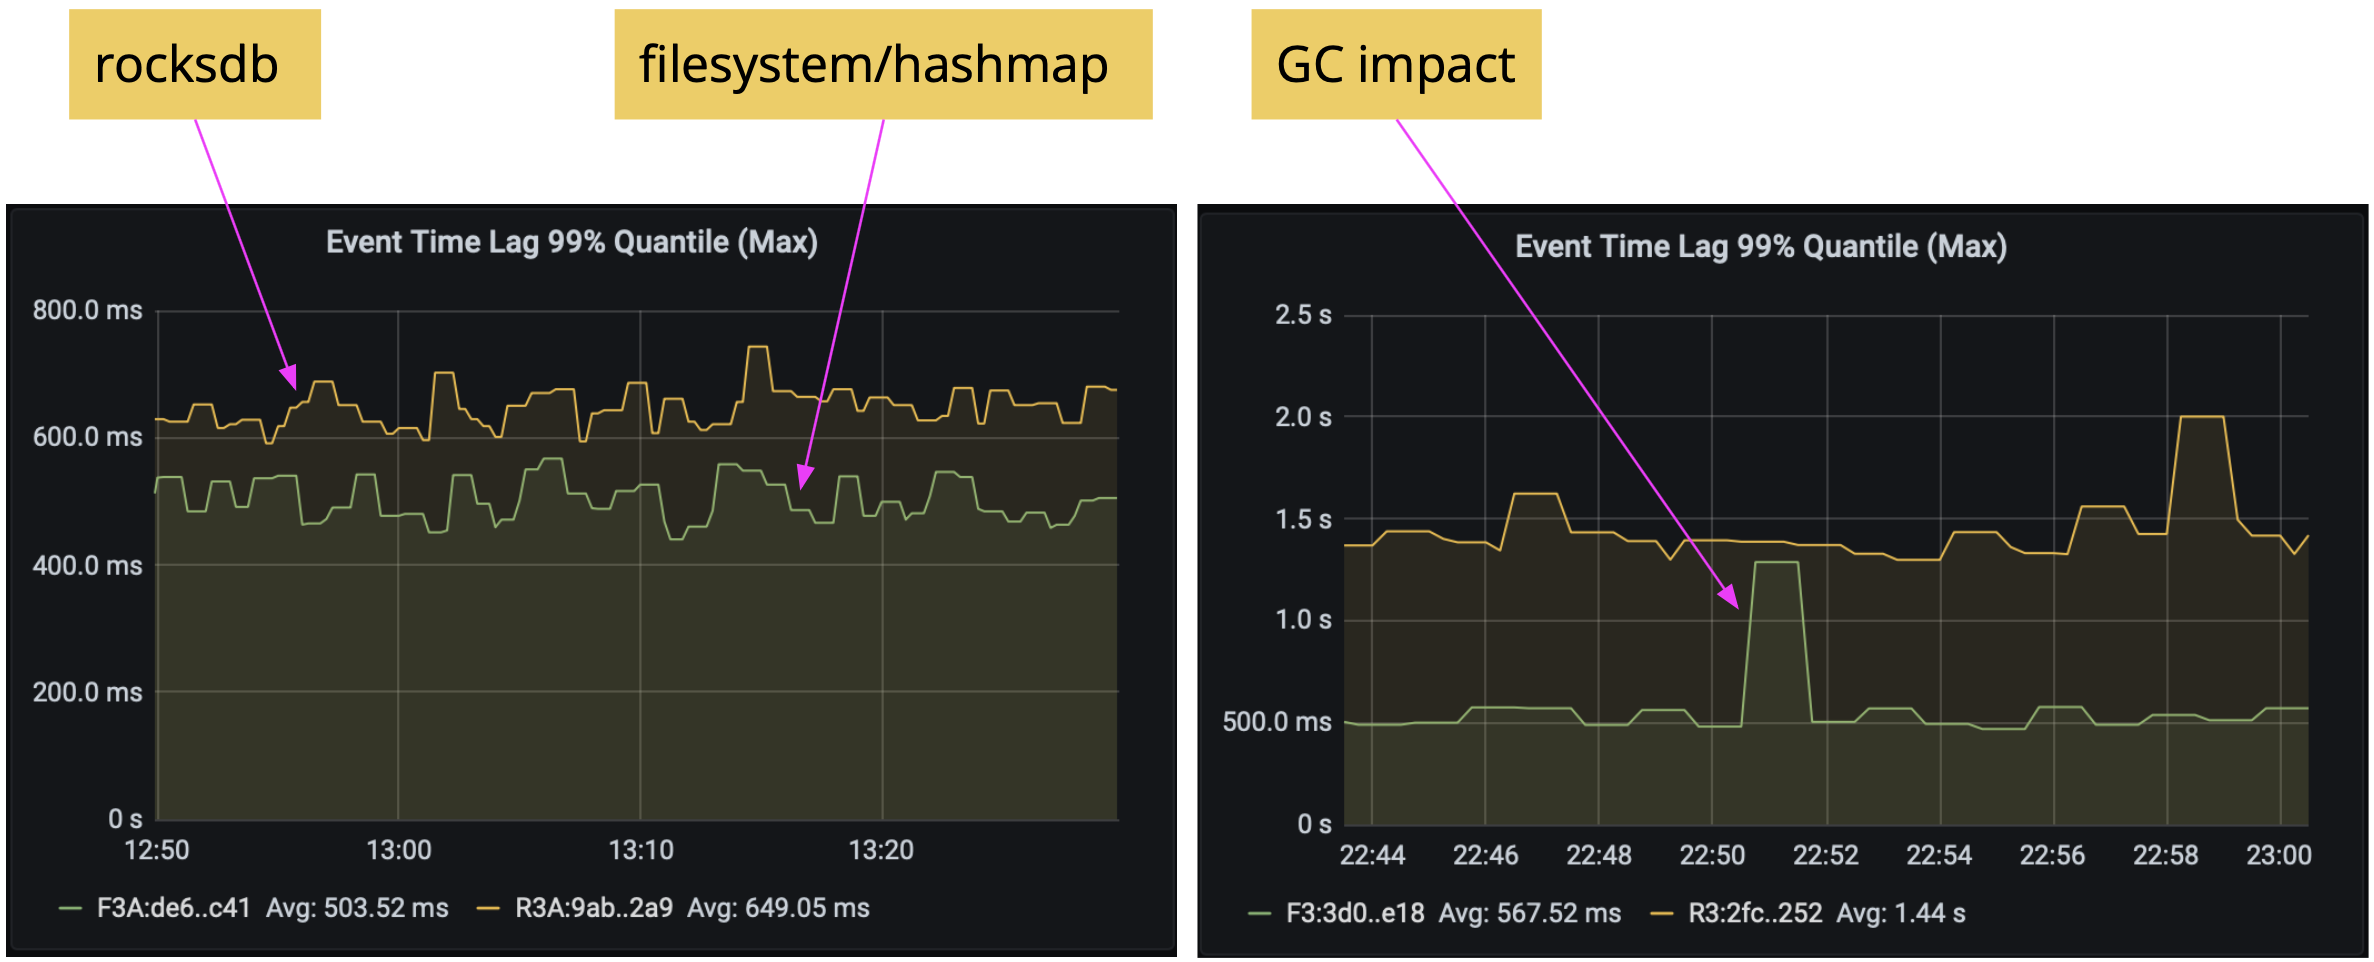 rocksdb
filesystem/hashmap
GC impact
Event Time Lag 99% Quantile (Max)
800.0 ms
600.0 ms
400.0 ms
200.0 ms
0 s
12:50 13:00 13:10 13:20
F3A:de6..c41 Avg: 503.52 ms R3A:9ab..2a9 Avg: 649.05 ms
Event Time Lag 99% Quantile (Max)
2.5 s
2.0 s
1.5 s
1.0 s
500.0 ms
0 s
22:44 22:46 22:48 22:50 22:52 22:54 22:56 22:58 23:00
F3:3d0..e18 Avg: 567.52 ms R3:2fc..252 Avg: 1.44 s